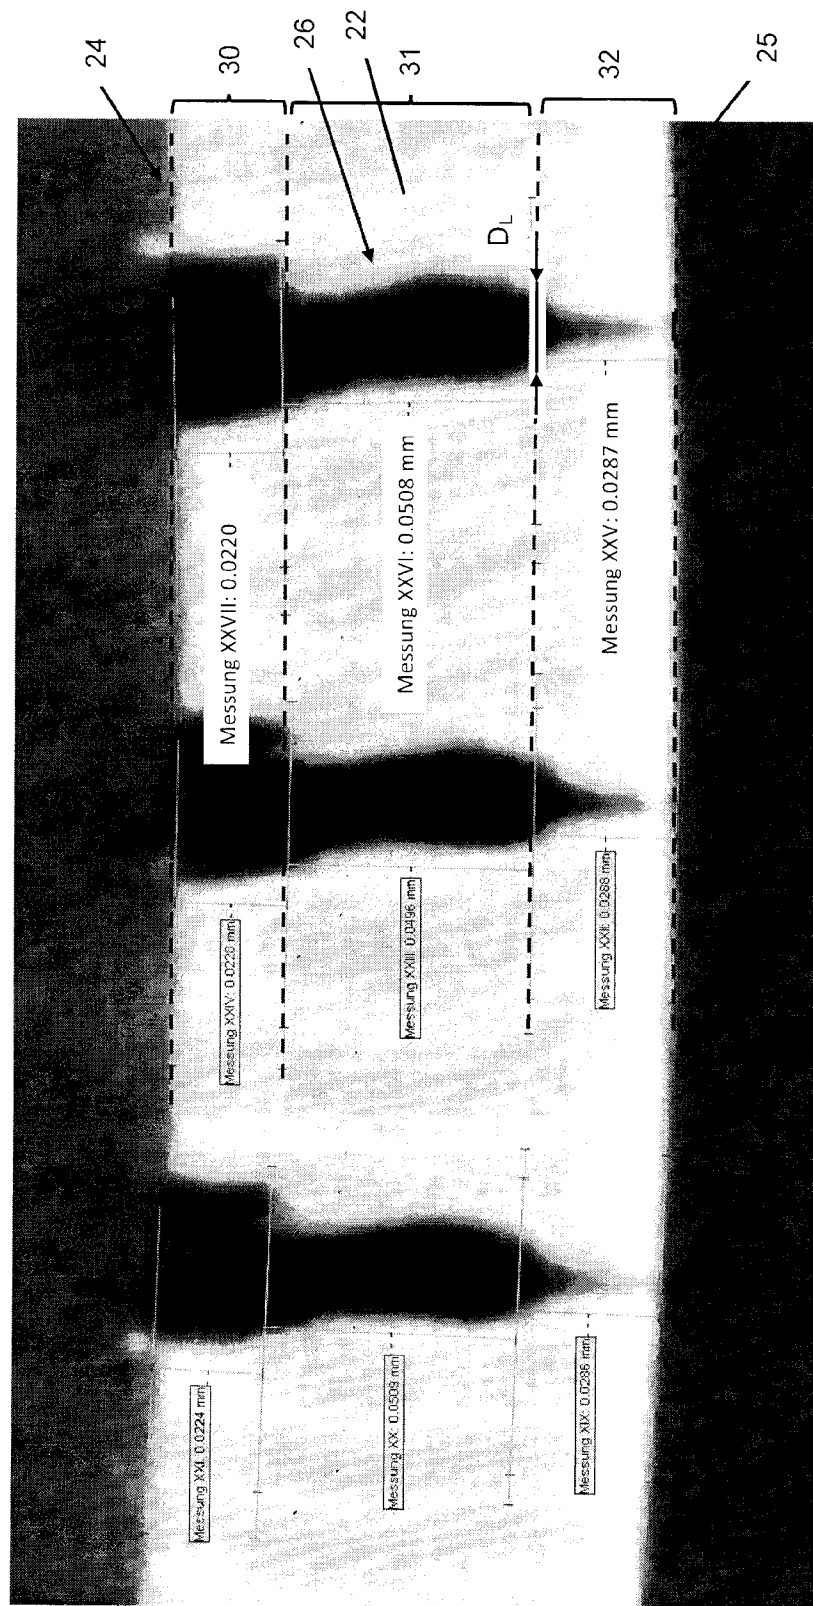 24
30
26
22
31
32
25
D_L
Messung XXVII: 0.0220
Messung XXVI: 0.0508 mm
Messung XXV: 0.0287 mm
Messung XXIV: 0.0228 mm
Messung XXIII: 0.0496 mm
Messung XXII: 0.0288 mm
Messung XXI: 0.0224 mm
Messung XX: 0.0509 mm
Messung XIX: 0.0286 mm